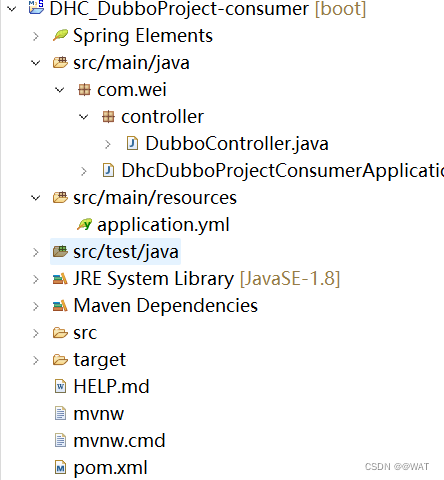 DHC_DubboProject-consumer [boot]
Spring Elements
src/main/java
com.wei
controller
DubboController.java
DhcDubboProjectConsumerApplicatio
src/main/resources
application.yml
src/test/java
JRE System Library [JavaSE-1.8]
Maven Dependencies
src
target
HELP.md
mvnw
mvnw.cmd
pom.xml
CSDN @@WAT